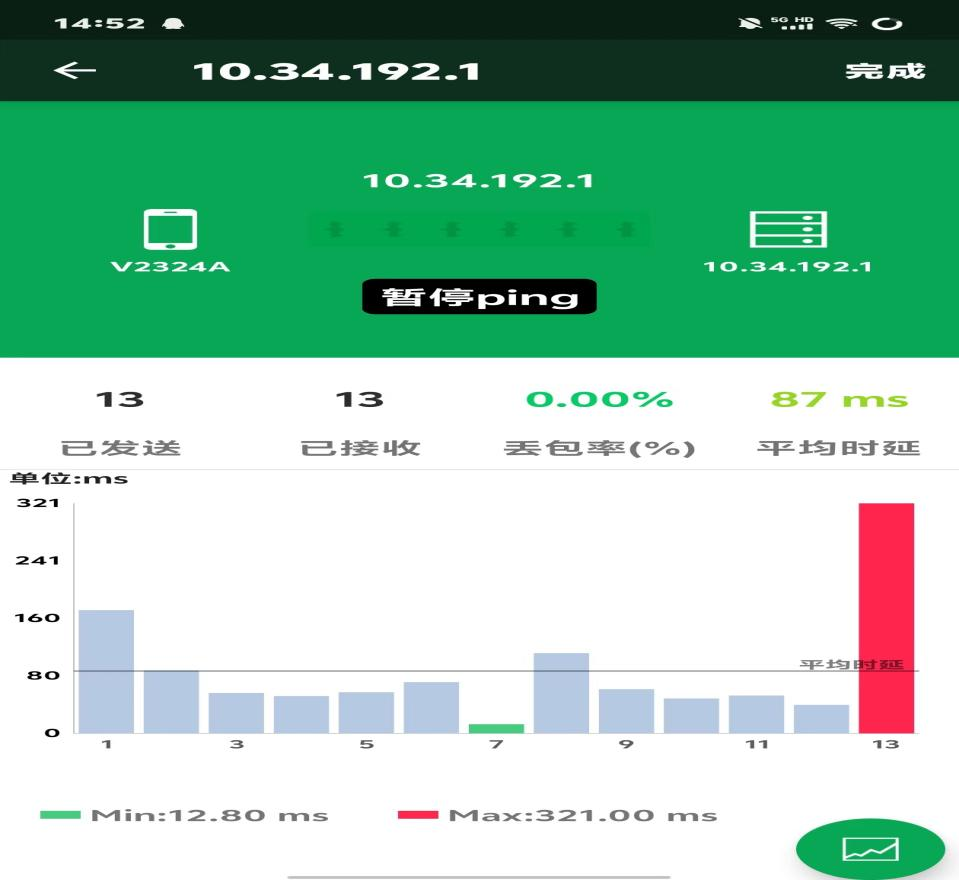 14:52
5G HD
10.34.192.1 完成
10.34.192.1
V2324A 10.34.192.1
暂停ping
13 13 0.00% 87 ms
已发送 已接收 丢包率(%) 平均时延
单位:ms
321
241
160
平均时延
80
0
1 3 5 7 9 11 13
Min:12.80 ms Max:321.00 ms